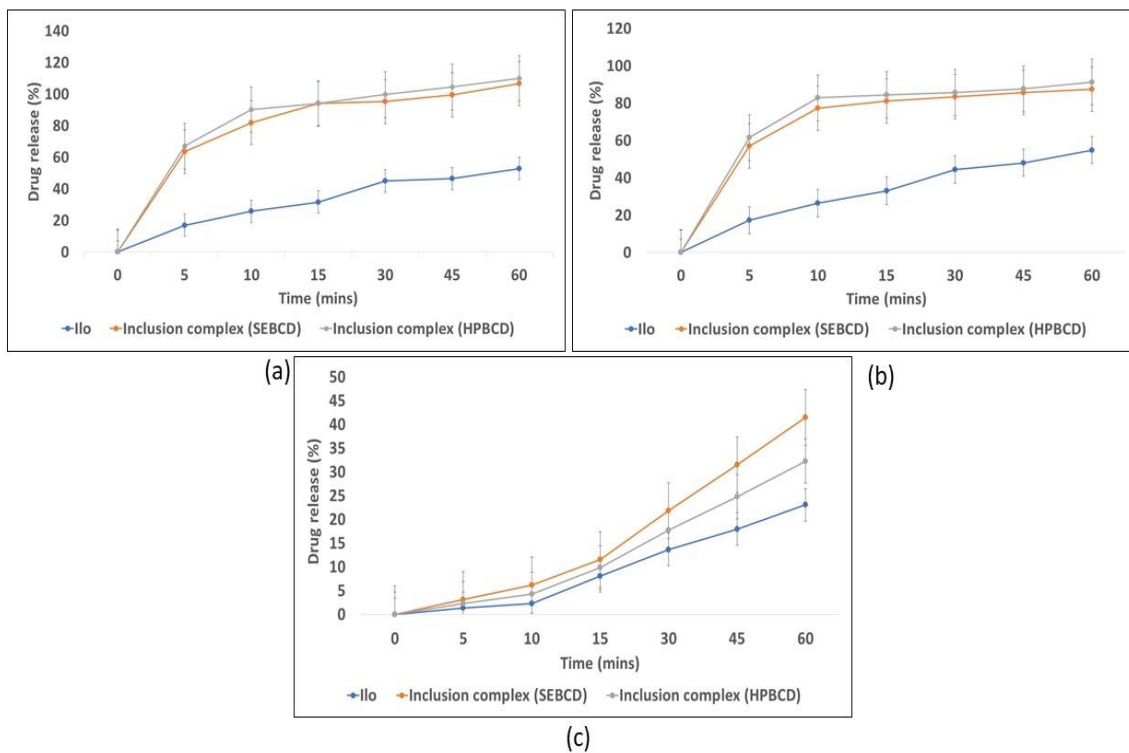 140
120
100
80
60
40
20
0
Drug release (%)
0 5 10 15 30 45 60
Time (mins)
Ilo Inclusion complex (SEBCD) Inclusion complex (HPBCD)
(a)
120
100
80
60
40
20
0
Drug release (%)
0 5 10 15 30 45 60
Time (mins)
Ilo Inclusion complex (SEBCD) Inclusion complex (HPBCD)
(b)
50
45
40
35
30
25
20
15
10
5
0
Drug release (%)
0 5 10 15 30 45 60
Time (mins)
Ilo Inclusion complex (SEBCD) Inclusion complex (HPBCD)
(c)